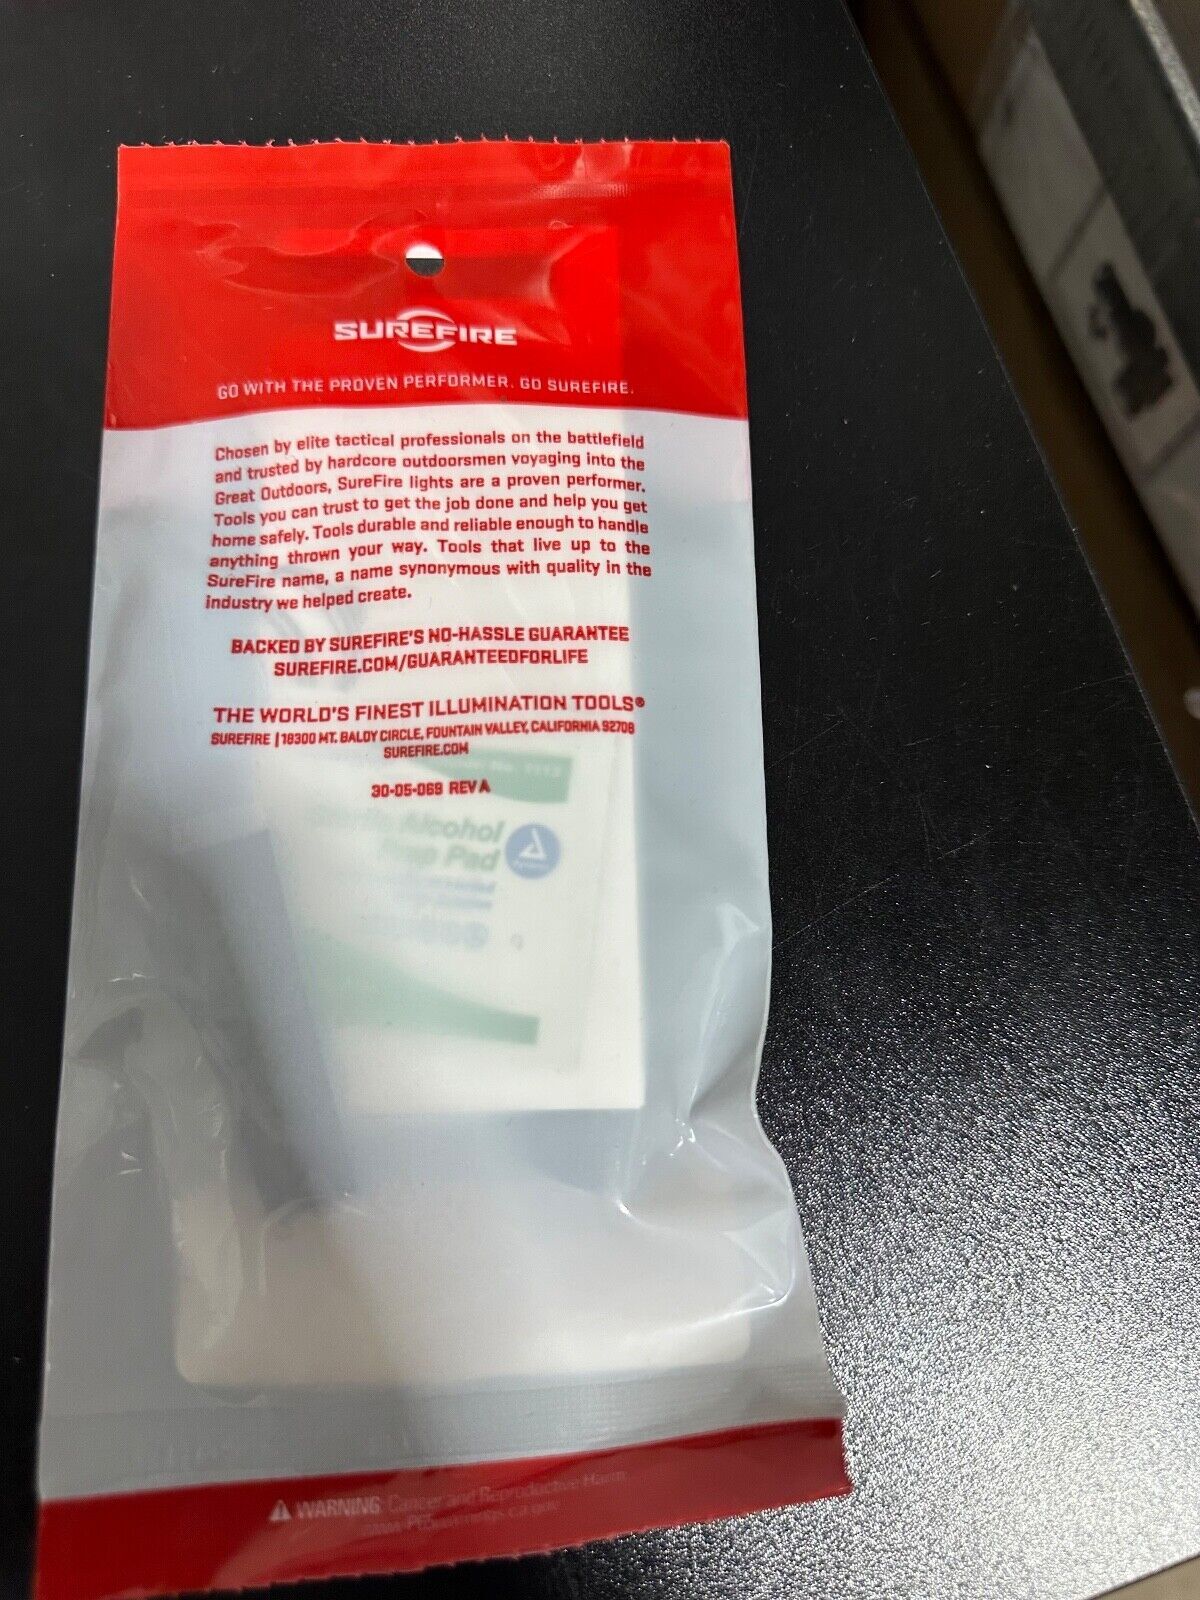 SUREFIRE
GO WITH THE PROVEN PERFORMER. GO SUREFIRE.
Chosen by elite tactical professionals on the battlefield
and trusted by hardcore outdoorsmen voyaging into the
Great Outdoors, SureFire lights are a proven performer.
Tools you can trust to get the job done and help you get
home safely. Tools durable and reliable enough to handle
anything thrown your way. Tools that live up to the
SureFire name, a name synonymous with quality in the
industry we helped create.
BACKED BY SUREFIRE'S NO-HASSLE GUARANTEE
SUREFIRE.COM/GUARANTEEDFORLIFE
THE WORLD'S FINEST ILLUMINATION TOOLS®
SUREFIRE | 18300 MT. BALDY CIRCLE, FOUNTAIN VALLEY, CALIFORNIA 92708
SUREFIRE.COM
30-05-069 REV A
Alcohol
Prep Pad
⚠ WARNING: Cancer and Reproductive Harm